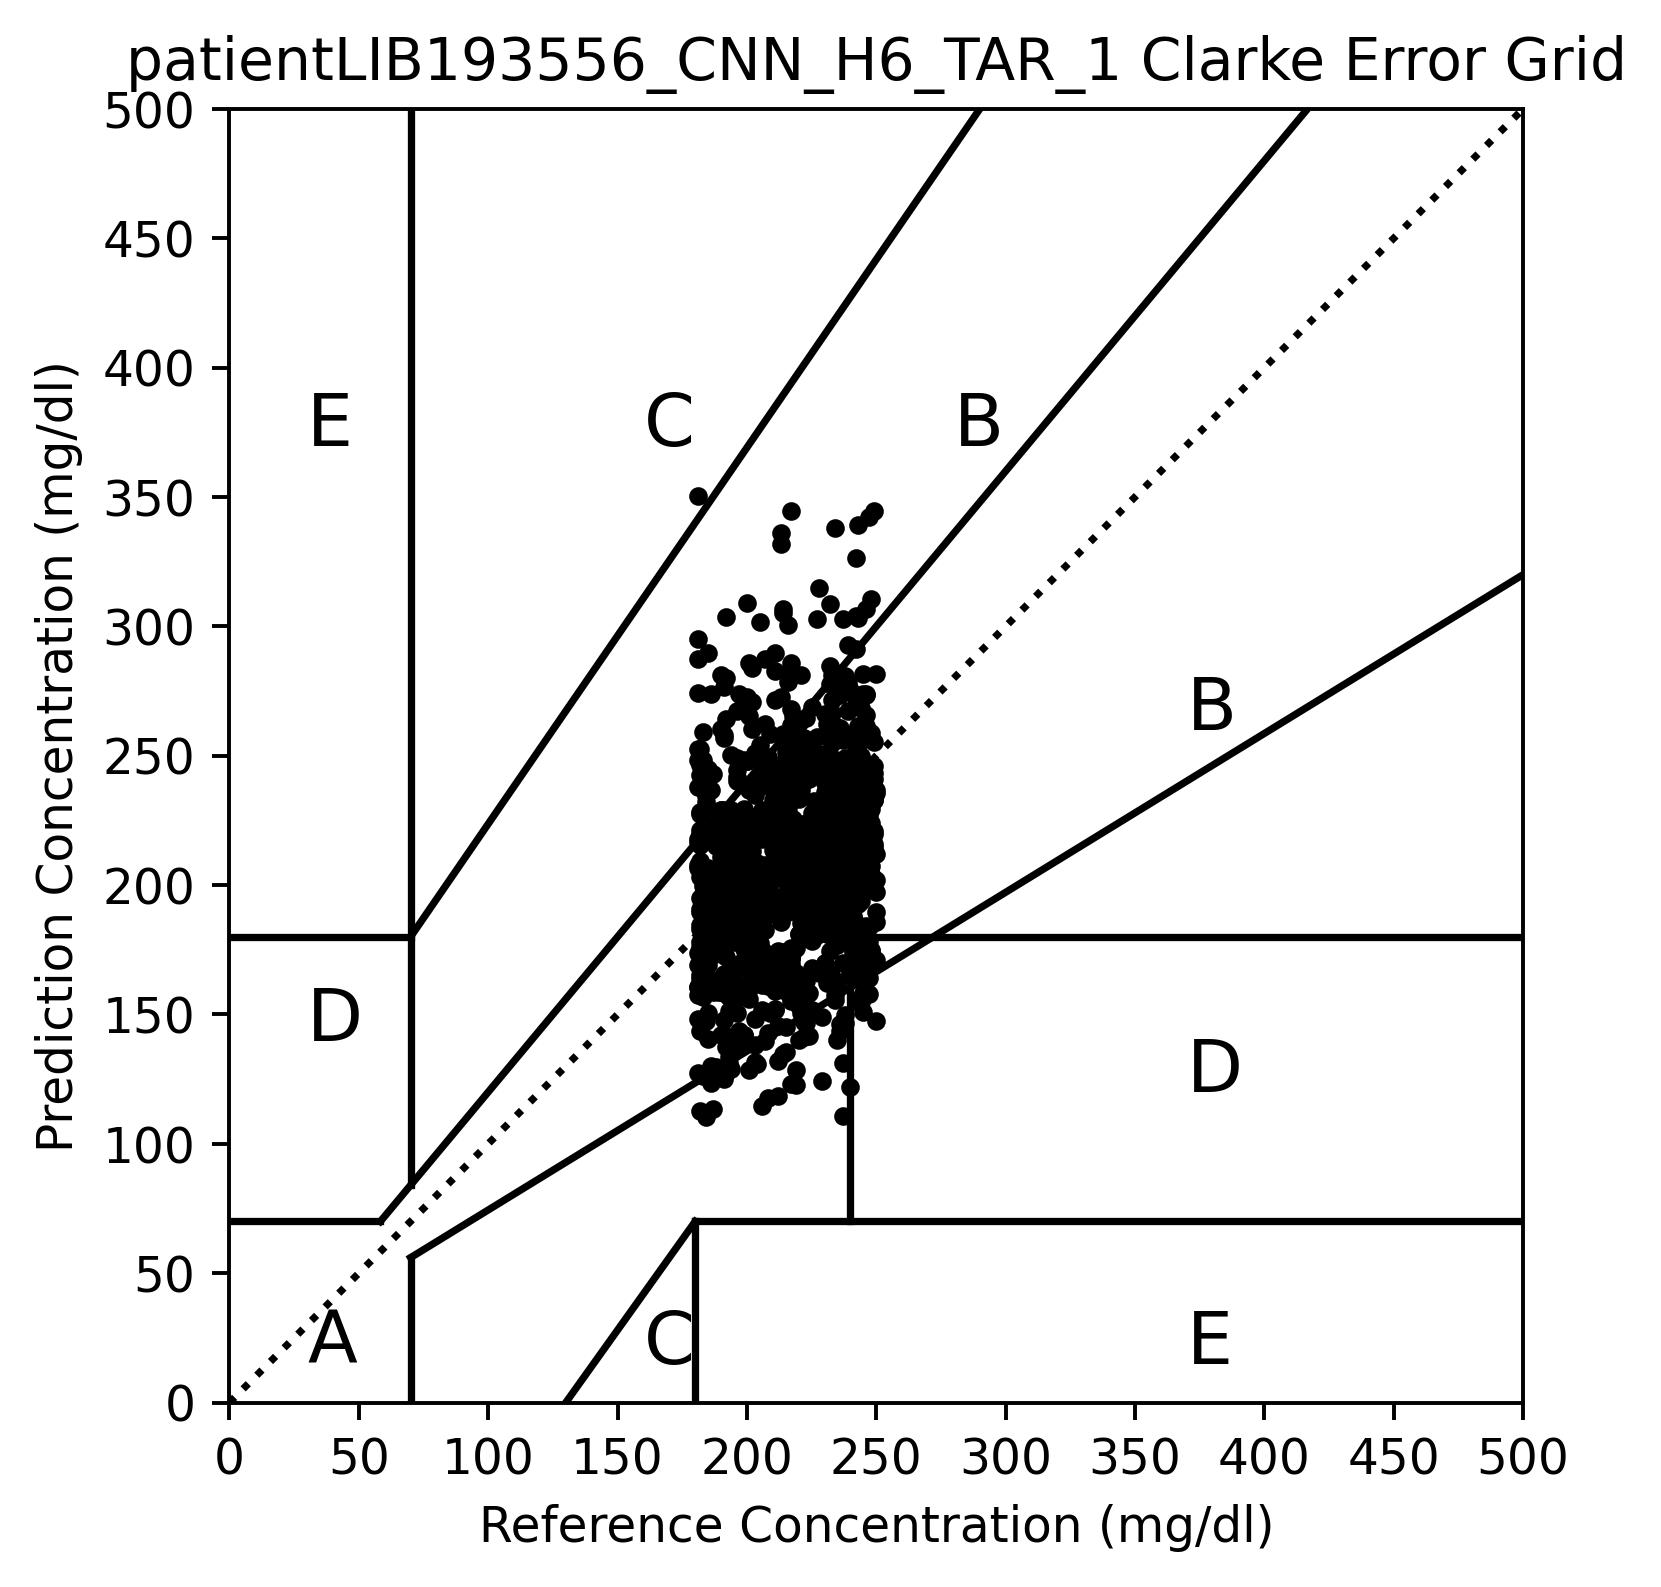 patientLIB193556_CNN_H6_TAR_1 Clarke Error Grid
500
450
400
350
300
250
200
150
100
50
0
Prediction Concentration (mg/dl)
E
C
B
B
D
D
A
C
E
0 50 100 150 200 250 300 350 400 450 500
Reference Concentration (mg/dl)